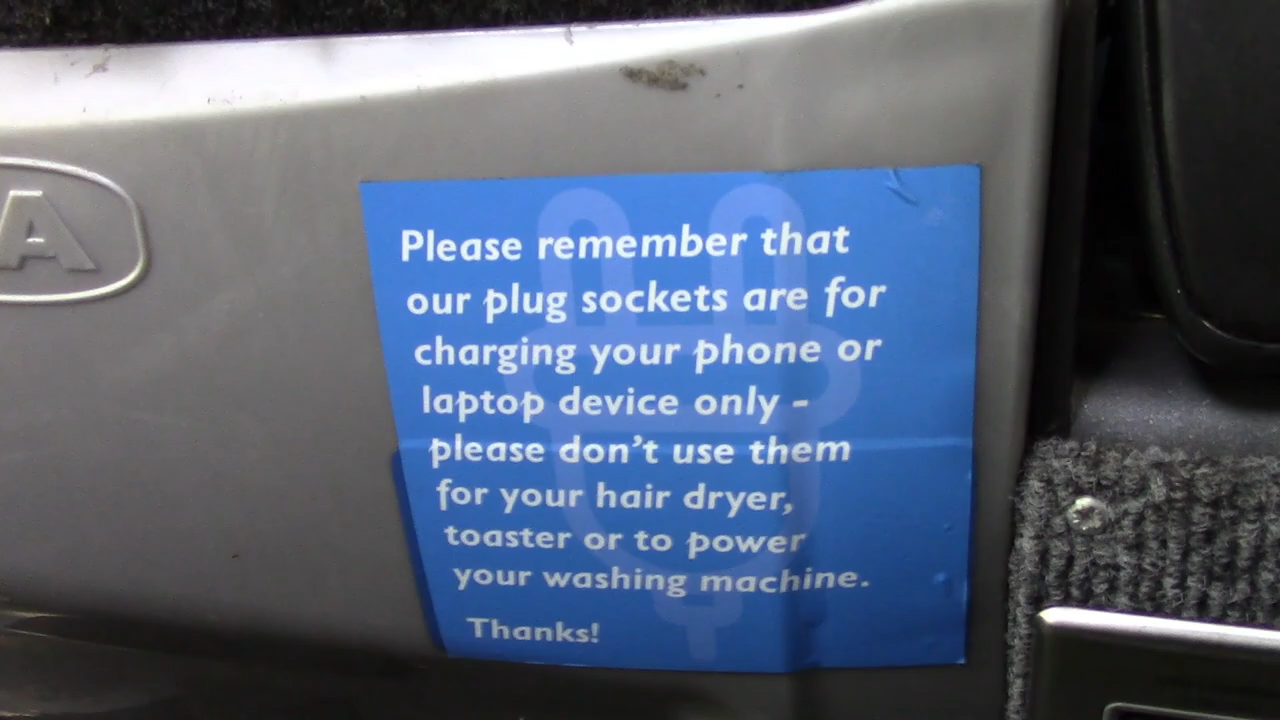 A
Please remember that
our plug sockets are for
charging your phone or
laptop device only -
please don't use them
for your hair dryer,
toaster or to power
your washing machine.
Thanks!